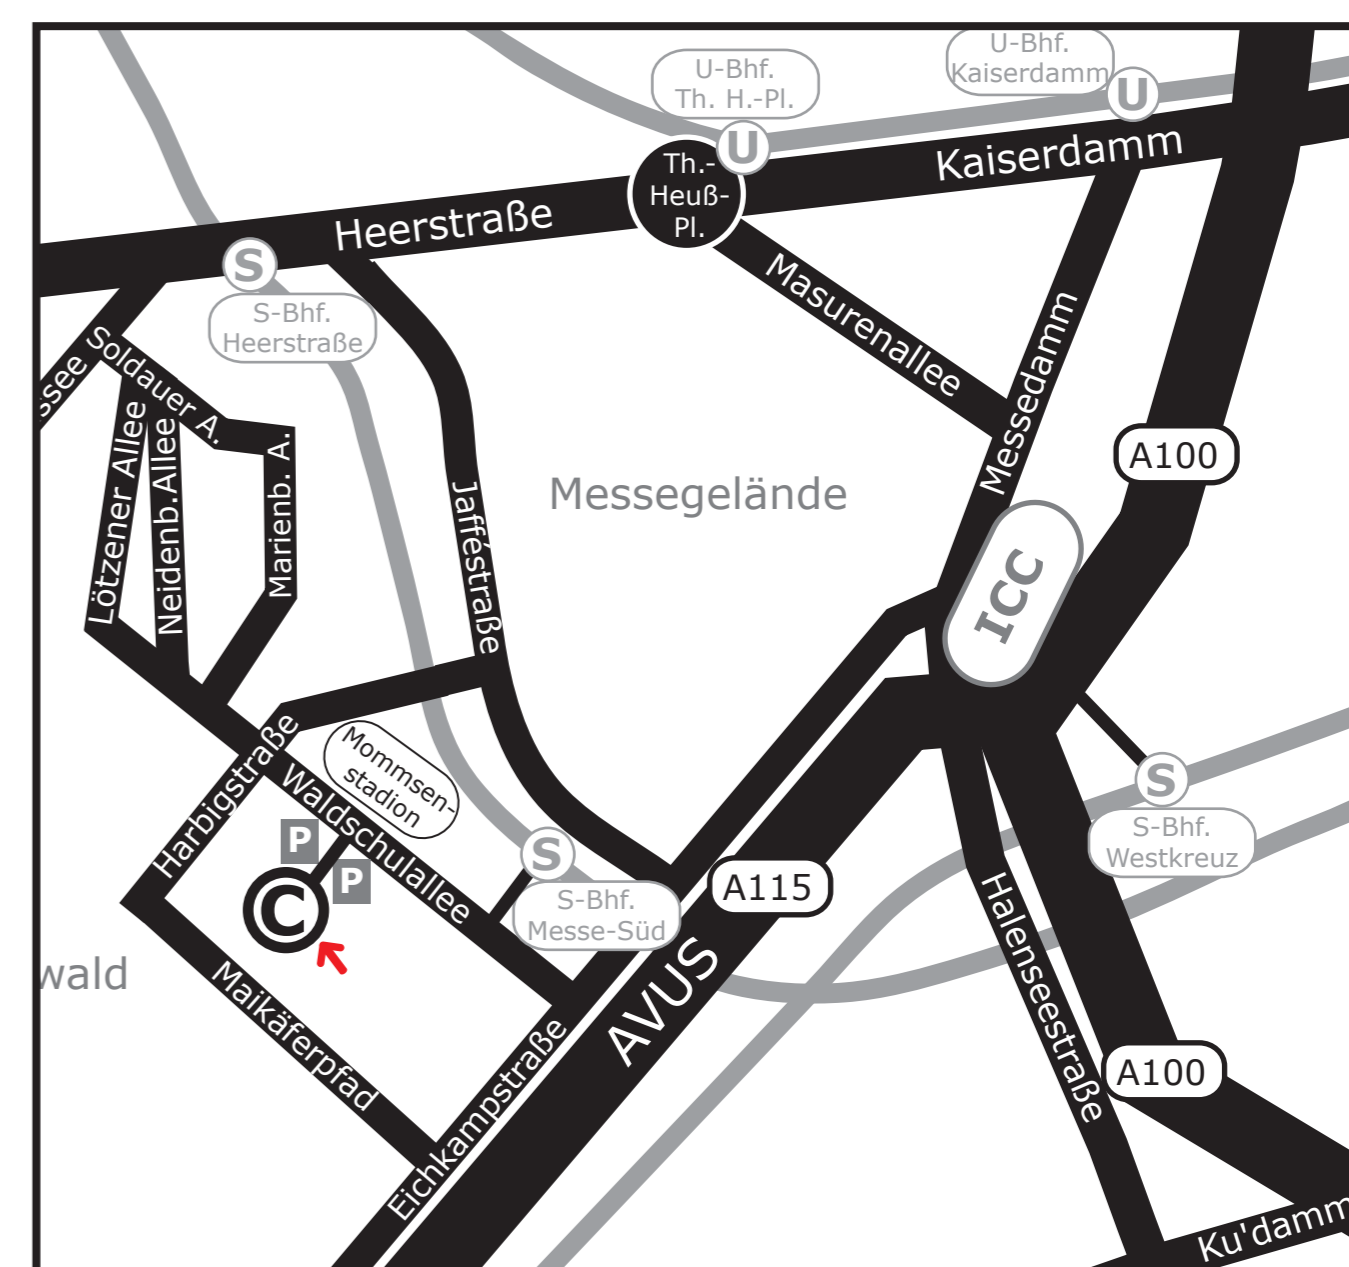 U-Bhf.
Kaiserdamm
U
U-Bhf.
Th. H.-Pl.
U
Th.-
Heuß-
Pl.
Kaiserdamm
Heerstraße
S
S-Bhf.
Heerstraße
Masurenallee
Messedamm
ssee
Soldauer A.
Lötzener Allee
Neidenb.Allee
Marienb. A.
Jafféstraße
Messegelände
A100
ICC
Harbigstraße
Mommsen-
stadion
Waldschulallee
P
P
C
S
S-Bhf.
Messe-Süd
A115
AVUS
S
S-Bhf.
Westkreuz
Halenseestraße
wald
Maikäferpfad
Eichkampstraße
A100
Ku'damm